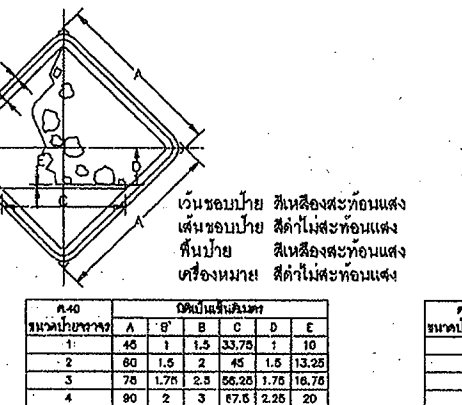 A
D
E
C
A
เว้นขอบป้าย สีเหลืองสะท้อนแสง
เส้นขอบป้าย สีดำไม่สะท้อนแสง
พื้นป้าย สีเหลืองสะท้อนแสง
เครื่องหมาย สีดำไม่สะท้อนแสง
ต.40 มิติเป็นเซ็นติเมตร
ขนาดป้ายจราจร A B' B C D E
1 45 1 1.5 33.75 1 10
2 60 1.5 2 45 1.5 13.25
3 75 1.75 2.5 56.25 1.75 16.75
4 90 2 3 67.5 2.25 20